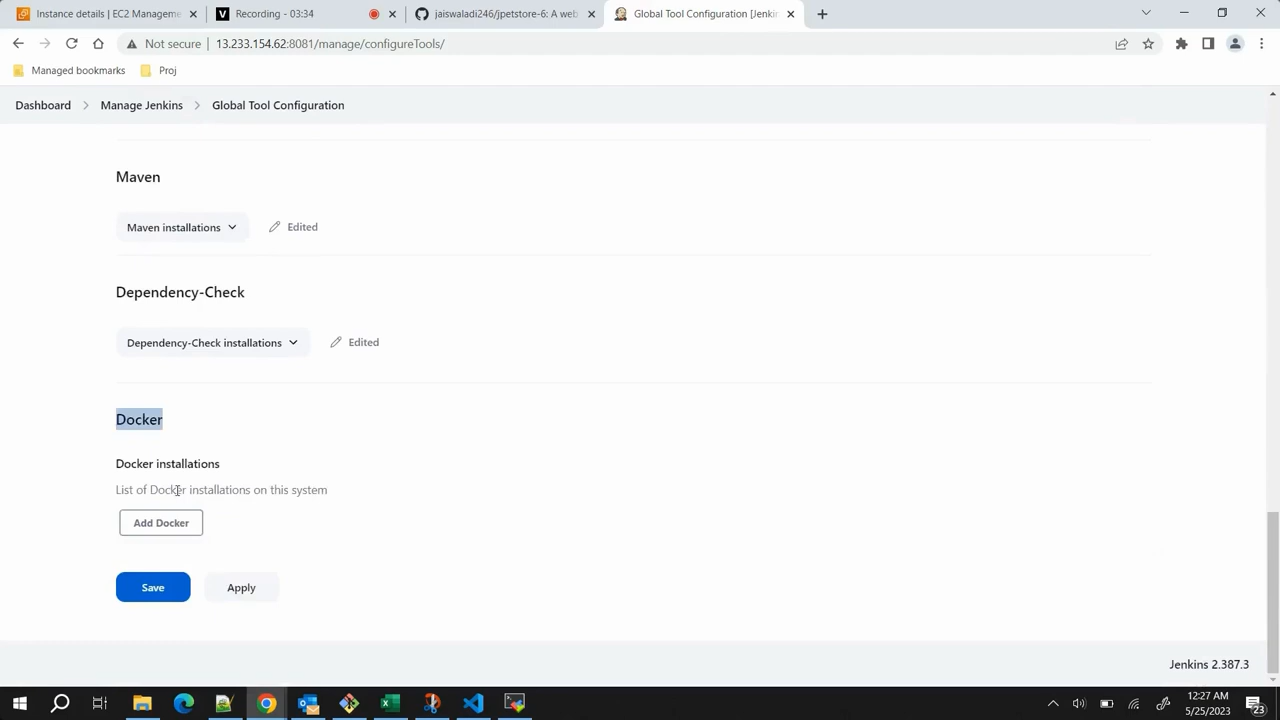 Instance details | EC2 Manageme
Recording - 03:34
jaiswaladi246/jpetstore-6: A web
Global Tool Configuration [Jenkin
Not secure
13.233.154.62:8081/manage/configureTools/
Managed bookmarks
Proj
Dashboard
Manage Jenkins
Global Tool Configuration
Maven
Maven installations
Edited
Dependency-Check
Dependency-Check installations
Edited
Docker
Docker installations
List of Docker installations on this system
Add Docker
Save
Apply
Jenkins 2.387.3
12:27 AM
5/25/2023
23